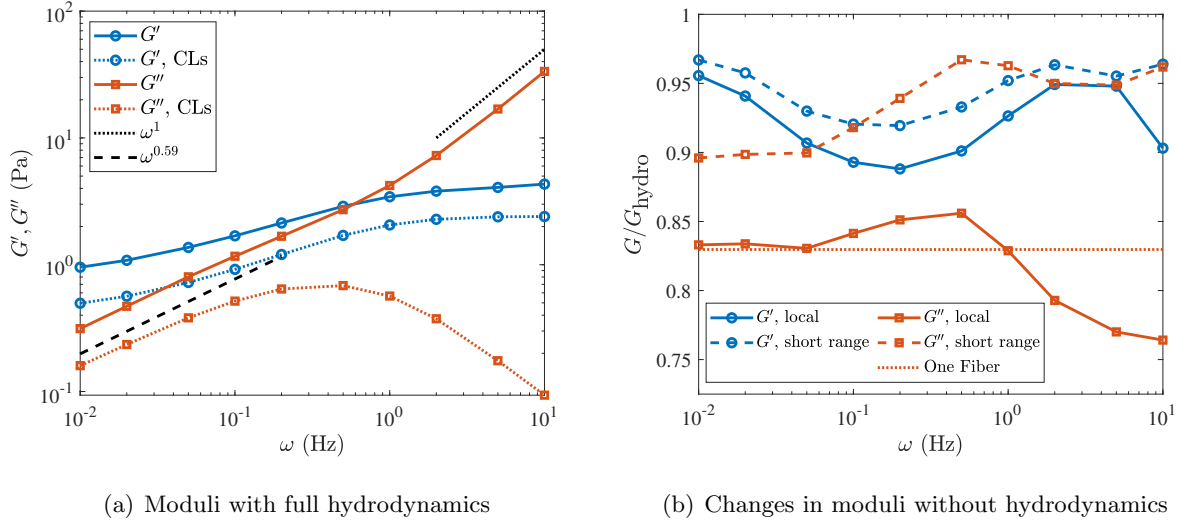 10^2
10^1
10^0
10^-1
G', G'' (Pa)
G'
G', CLs
G''
G'', CLs
ω^1
ω^0.59
10^-2
10^-1
10^0
10^1
ω (Hz)
(a) Moduli with full hydrodynamics
1
0.95
0.9
0.85
0.8
0.75
G/G_hydro
G', local
G', short range
G'', local
G'', short range
One Fiber
10^-2
10^-1
10^0
10^1
ω (Hz)
(b) Changes in moduli without hydrodynamics